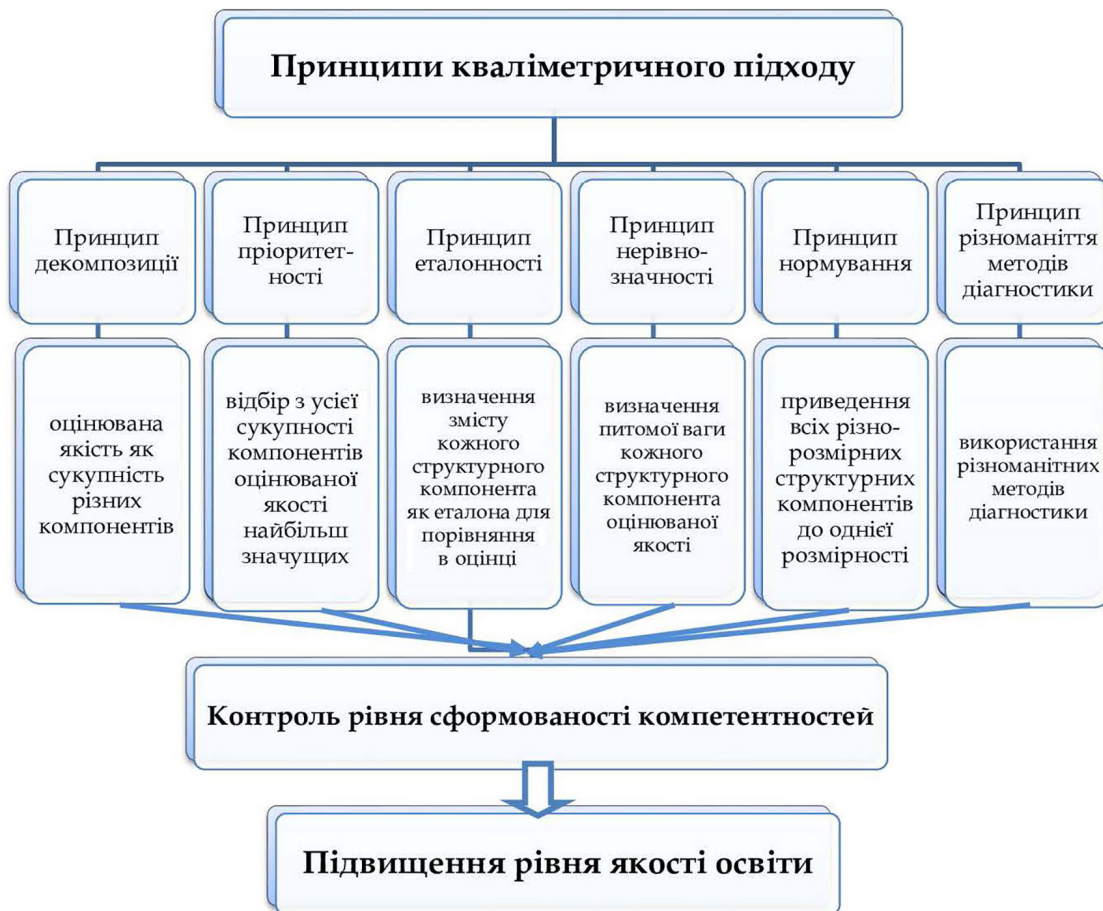 Принципи кваліметричного підходу
Принцип
декомпозиції
Принцип
пріоритет-
ності
Принцип
еталонності
Принцип
нерівно-
значності
Принцип
нормування
Принцип
різноманіття
методів
діагностики
оцінювана
якість як
сукупність
різних
компонентів
відбір з усієї
сукупності
компонентів
оцінюваної
якості
найбільш
значущих
визначення
змісту
кожного
структурного
компонента
як еталона для
порівняння
в оцінці
визначення
питомої ваги
кожного
структурного
компонента
оцінюваної
якості
приведення
всіх різно-
розмірних
структурних
компонентів
до однієї
розмірності
використання
різноманітних
методів
діагностики
Контроль рівня сформованості компетентностей
Підвищення рівня якості освіти